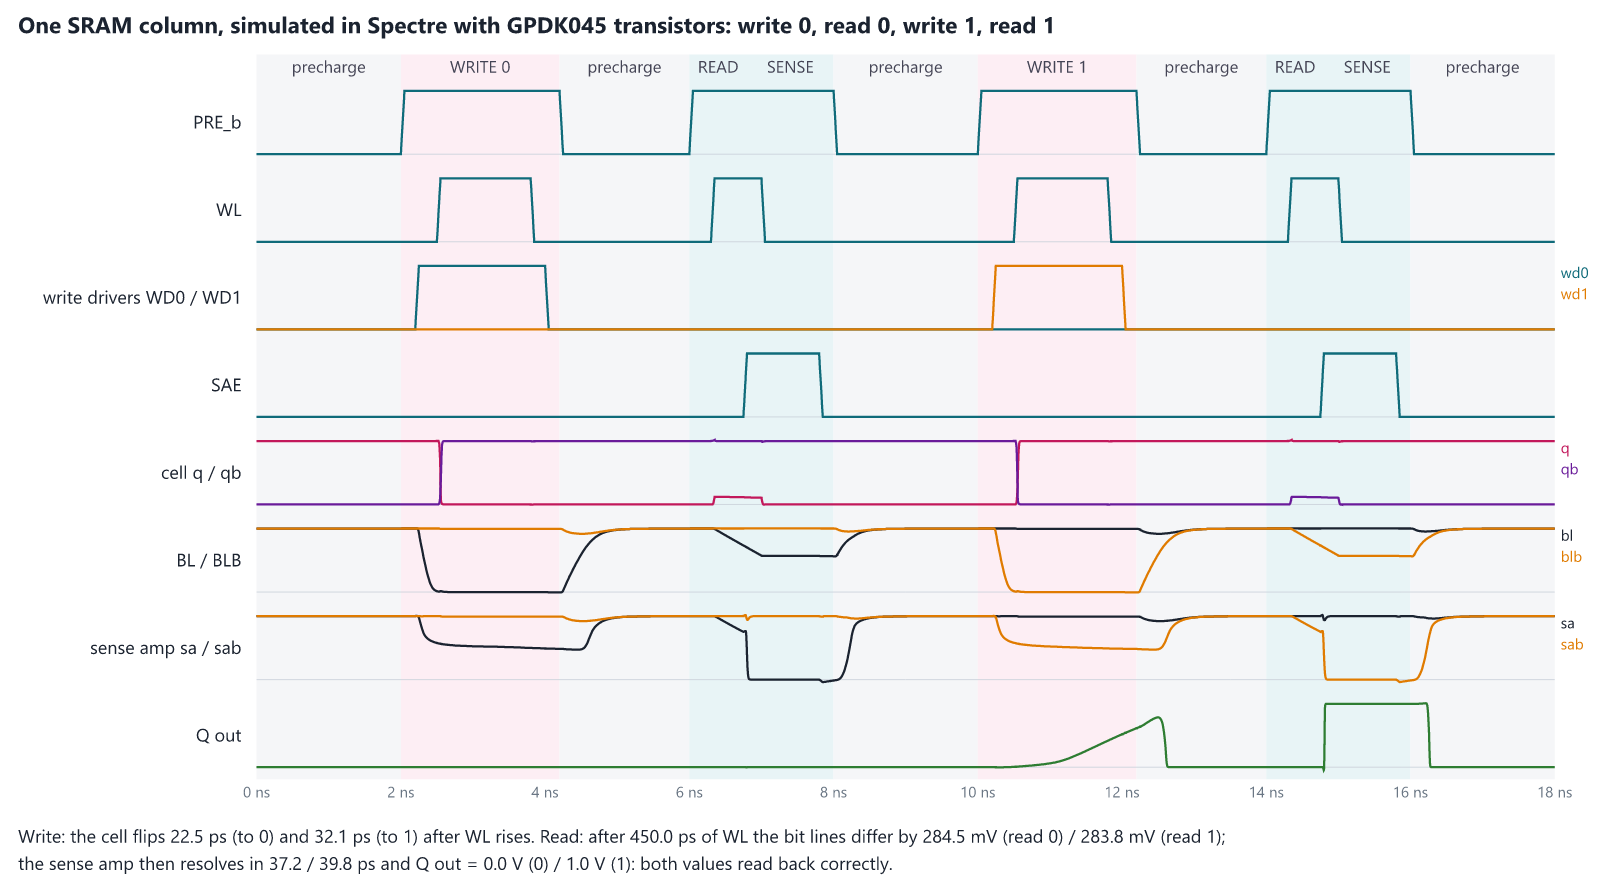 One SRAM column, simulated in Spectre with GPDK045 transistors: write 0, read 0, write 1, read 1
precharge WRITE 0 precharge READ SENSE precharge WRITE 1 precharge READ SENSE precharge
PRE_b
WL
write drivers WD0 / WD1
wd0
wd1
SAE
cell q / qb
q
qb
BL / BLB
bl
blb
sense amp sa / sab
sa
sab
Q out
0 ns 2 ns 4 ns 6 ns 8 ns 10 ns 12 ns 14 ns 16 ns 18 ns
Write: the cell flips 22.5 ps (to 0) and 32.1 ps (to 1) after WL rises. Read: after 450.0 ps of WL the bit lines differ by 284.5 mV (read 0) / 283.8 mV (read 1);
the sense amp then resolves in 37.2 / 39.8 ps and Q out = 0.0 V (0) / 1.0 V (1): both values read back correctly.